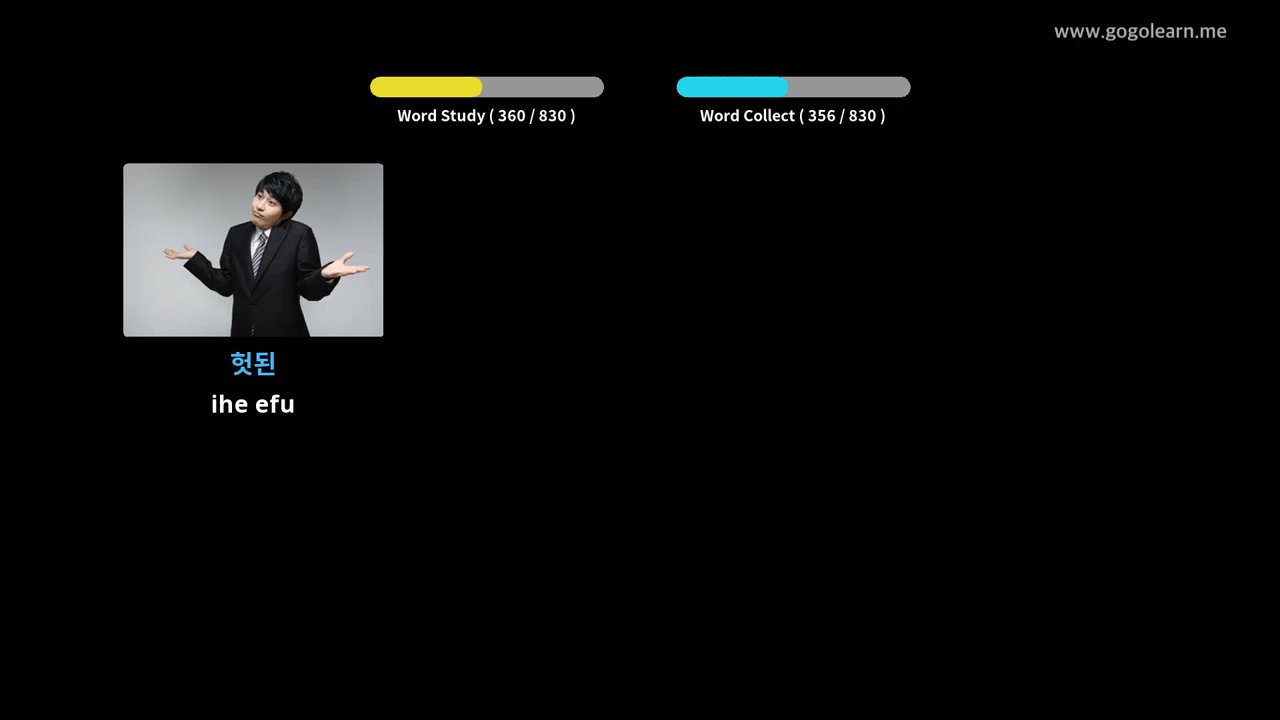 www.gogolearn.me
Word Study ( 360 / 830 )
Word Collect ( 356 / 830 )
헛된
ihe efu